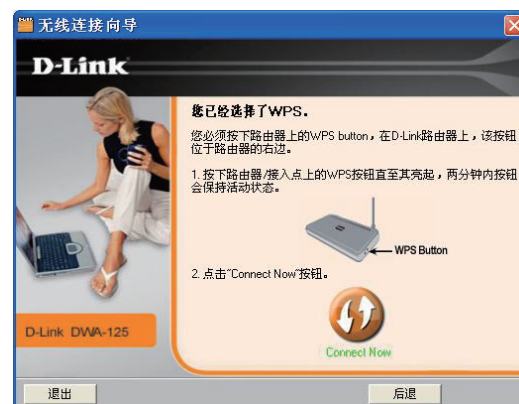 无线连接向导
D-Link
您已经选择了WPS。
您必须按下路由器上的WPS button，在D-Link路由器上，该按钮
位于路由器的右边。
1. 按下路由器/接入点上的WPS按钮直至其亮起，两分钟内按钮
会保持活动状态。
WPS Button
2. 点击"Connect Now"按钮。
Connect Now
D-Link DWA-125
退出
后退